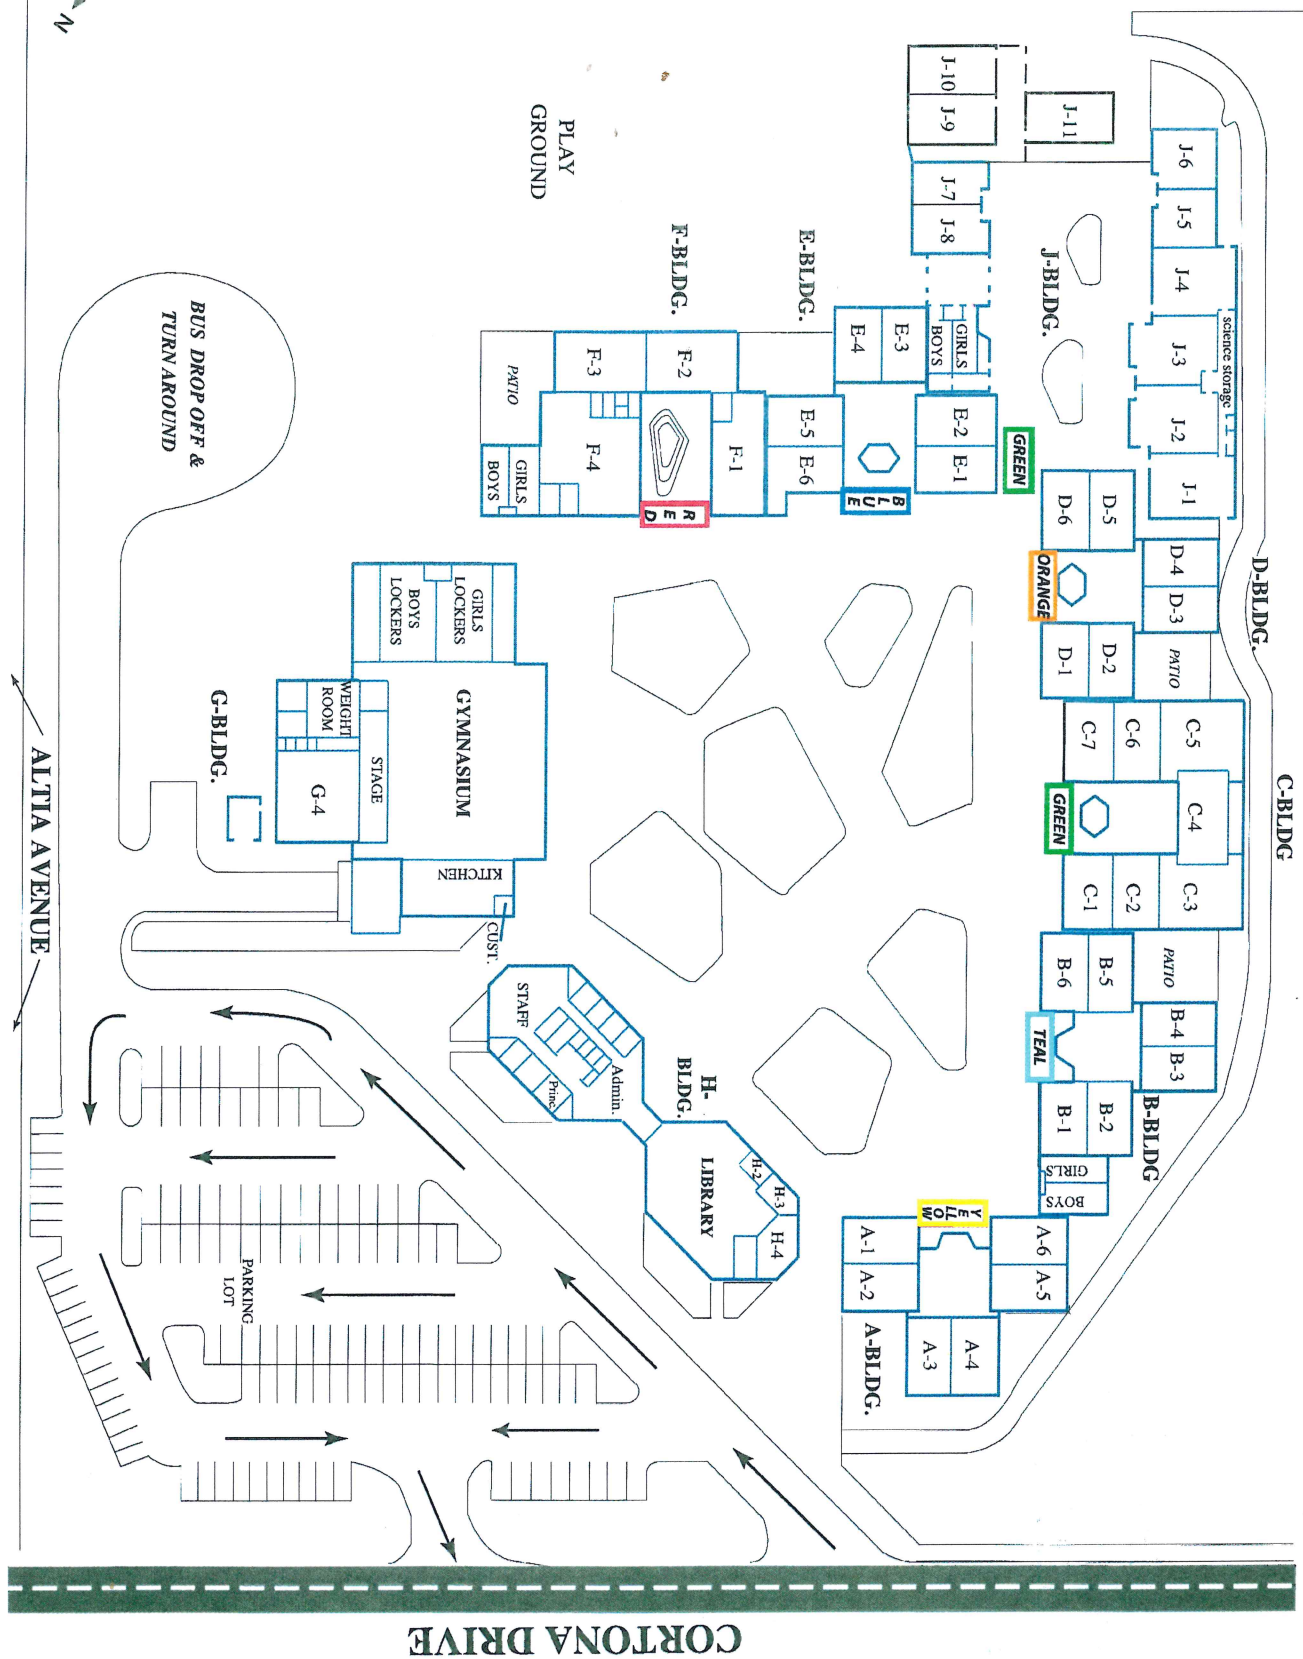 N
PLAY
GROUND
J-10
J-9
J-11
J-7
J-8
J-6
J-5
J-4
J-3
J-2
J-1
science storage
J-BLDG.
F-BLDG.
E-BLDG.
E-4
E-3
GIRLS
BOYS
E-2
E-1
E-5
E-6
GREEN
BLUE
F-3
F-2
F-1
F-4
PATIO
GIRLS
BOYS
RED
D-BLDG.
D-6
D-5
D-4
D-3
D-1
D-2
ORANGE
PATIO
C-BLDG
C-7
C-6
C-5
C-4
C-1
C-2
C-3
GREEN
PATIO
B-6
B-5
B-4
B-3
B-1
B-2
TEAL
B-BLDG
GIRLS
BOYS
YELLOW
A-1
A-2
A-6
A-5
A-3
A-4
A-BLDG.
BUS DROP OFF &
TURN AROUND
GIRLS
LOCKERS
BOYS
LOCKERS
GYMNASIUM
WEIGHT
ROOM
STAGE
G-4
G-BLDG.
KITCHEN
CUST.
STAFF
Admin.
Princ.
H-
BLDG.
LIBRARY
H-2
H-3
H-4
PARKING
LOT
ALTIA AVENUE
CORTONA DRIVE